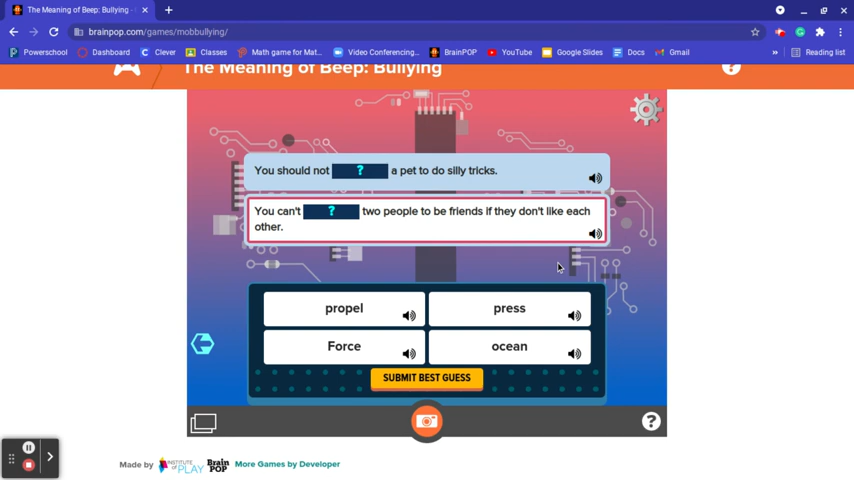 The Meaning of Beep: Bullying -
brainpop.com/games/mobbullying/
Powerschool Dashboard Clever Classes Math game for Mat... Video Conferencing... BrainPOP YouTube Google Slides Docs Gmail » Reading list
The Meaning of Beep: Bullying ?
You should not ? a pet to do silly tricks.
You can't ? two people to be friends if they don't like each
other.
propel press
Force ocean
SUBMIT BEST GUESS
?
Made by INSTITUTE of PLAY Brain POP More Games by Developer